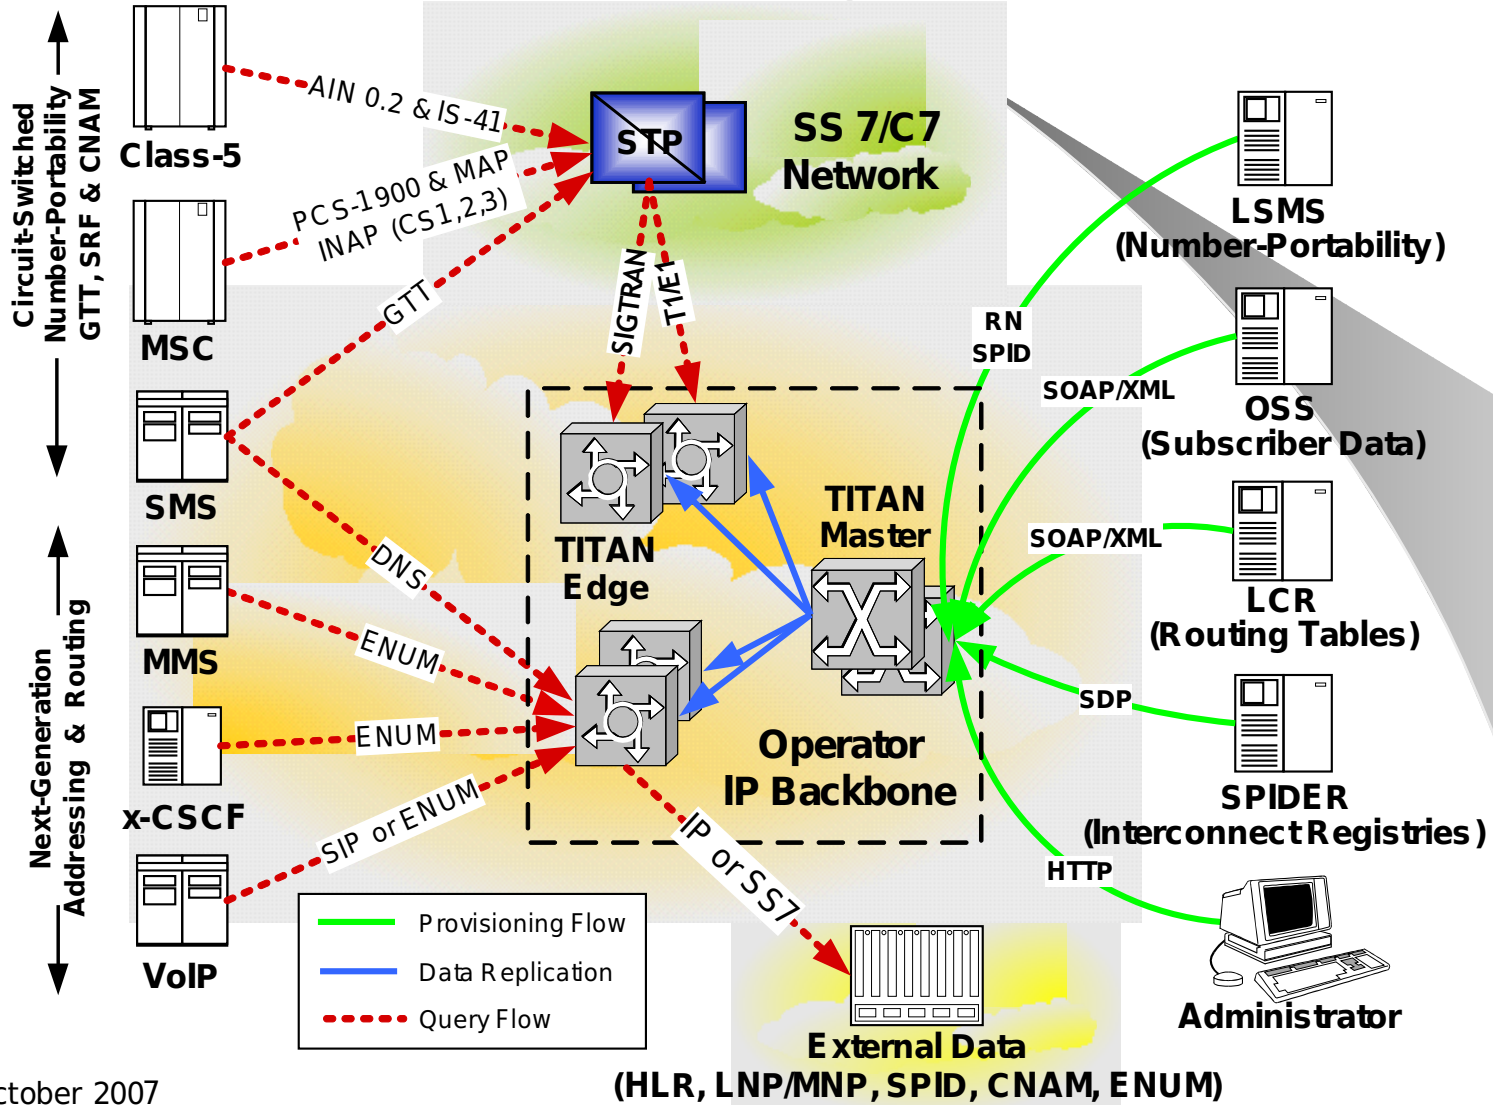 Circuit-Switched
Number-Portability
GTT, SRF & CNAM
Next-Generation
Addressing & Routing
Class-5
MSC
SMS
MMS
x-CSCF
VoIP
AIN 0.2 & IS-41
PCS-1900 & MAP
INAP (CS1,2,3)
GTT
DNS
ENUM
ENUM
SIP or ENUM
STP
SS 7/C7
Network
SIGTRAN
T1/E1
TITAN
Edge
TITAN
Master
Operator
IP Backbone
IP or SS7
RN
SPID
SOAP/XML
SOAP/XML
SDP
HTTP
LSMS
(Number-Portability)
OSS
(Subscriber Data)
LCR
(Routing Tables)
SPIDER
(Interconnect Registries)
Administrator
Provisioning Flow
Data Replication
Query Flow
External Data
(HLR, LNP/MNP, SPID, CNAM, ENUM)
ctober 2007